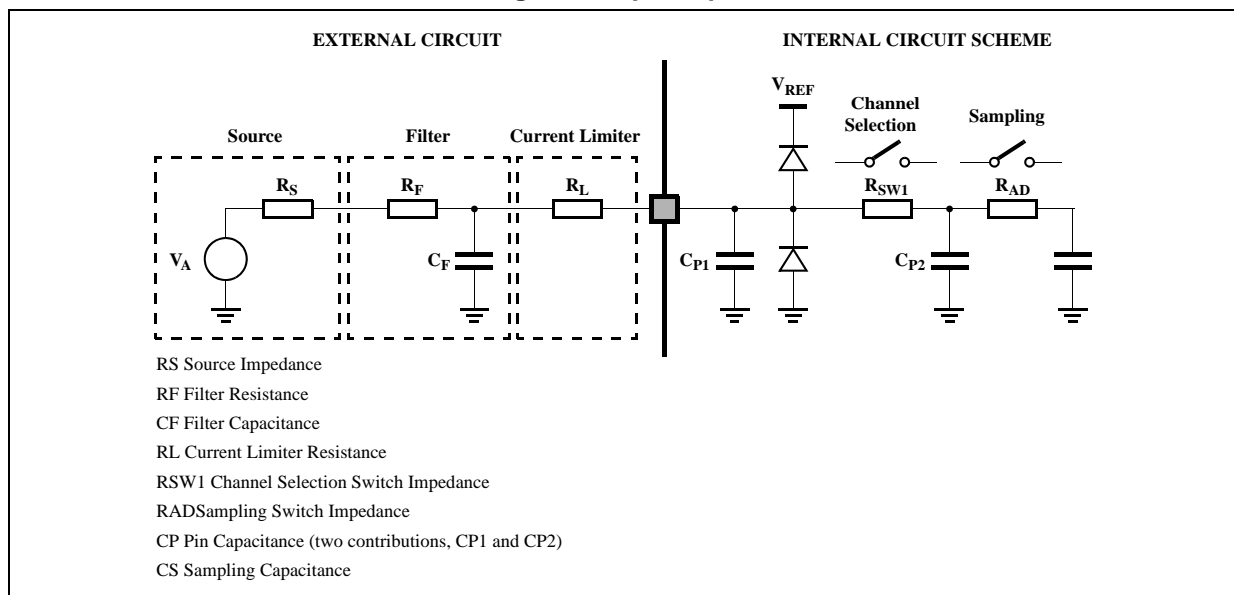 EXTERNAL CIRCUIT
INTERNAL CIRCUIT SCHEME
VREF
Channel
Selection
Sampling
Source
Filter
Current Limiter
RS
RF
RL
RSW1
RAD
VA
CF
CP1
CP2
RS Source Impedance
RF Filter Resistance
CF Filter Capacitance
RL Current Limiter Resistance
RSW1 Channel Selection Switch Impedance
RADSampling Switch Impedance
CP Pin Capacitance (two contributions, CP1 and CP2)
CS Sampling Capacitance